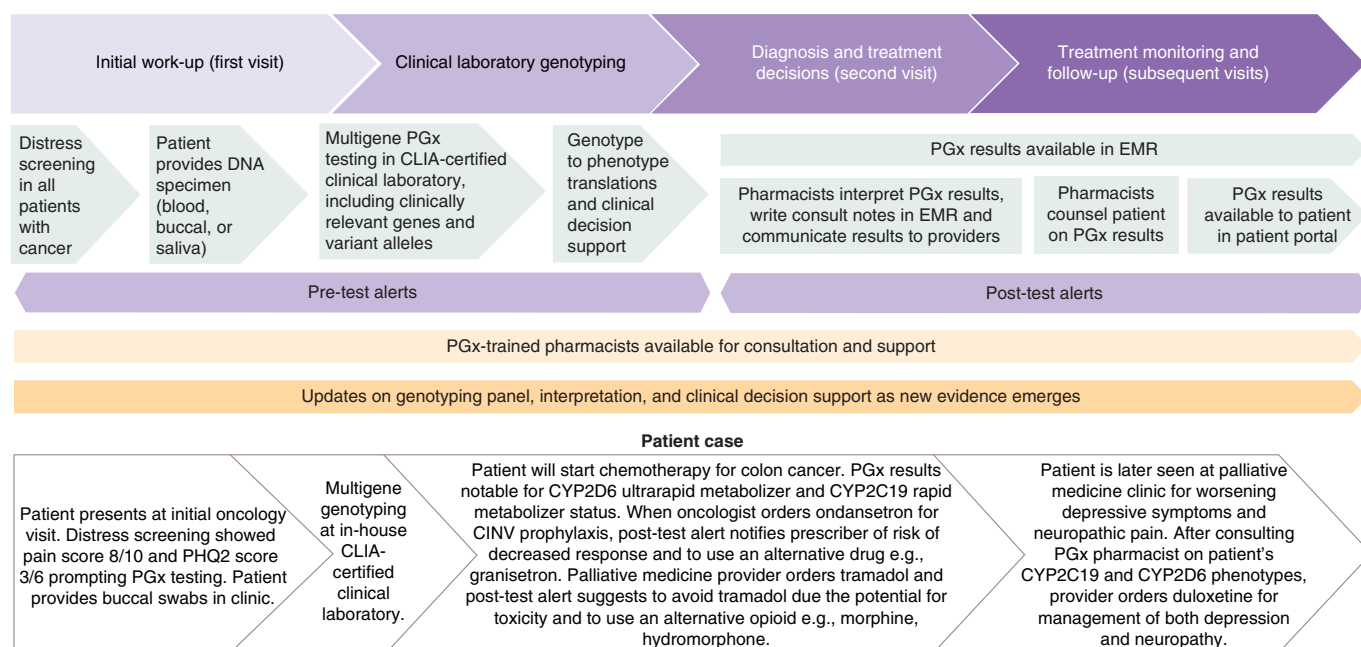 Initial work-up (first visit)
Clinical laboratory genotyping
Diagnosis and treatment
decisions (second visit)
Treatment monitoring and
follow-up (subsequent visits)
Distress
screening
in all
patients
with
cancer
Patient
provides DNA
specimen
(blood,
buccal, or
saliva)
Multigene PGx
testing in CLIA-certified
clinical laboratory,
including clinically
relevant genes and
variant alleles
Genotype
to phenotype
translations
and clinical
decision
support
PGx results available in EMR
Pharmacists interpret PGx results,
write consult notes in EMR and
communicate results to providers
Pharmacists
counsel patient
on PGx results
PGx results
available to patient
in patient portal
Pre-test alerts
Post-test alerts
PGx-trained pharmacists available for consultation and support
Updates on genotyping panel, interpretation, and clinical decision support as new evidence emerges
Patient case
Patient presents at initial oncology
visit. Distress screening showed
pain score 8/10 and PHQ2 score
3/6 prompting PGx testing. Patient
provides buccal swabs in clinic.
Multigene
genotyping
at in-house
CLIA-
certified
clinical
laboratory.
Patient will start chemotherapy for colon cancer. PGx results
notable for CYP2D6 ultrarapid metabolizer and CYP2C19 rapid
metabolizer status. When oncologist orders ondansetron for
CINV prophylaxis, post-test alert notifies prescriber of risk of
decreased response and to use an alternative drug e.g.,
granisetron. Palliative medicine provider orders tramadol and
post-test alert suggests to avoid tramadol due the potential for
toxicity and to use an alternative opioid e.g., morphine,
hydromorphone.
Patient is later seen at palliative
medicine clinic for worsening
depressive symptoms and
neuropathic pain. After consulting
PGx pharmacist on patient's
CYP2C19 and CYP2D6 phenotypes,
provider orders duloxetine for
management of both depression
and neuropathy.